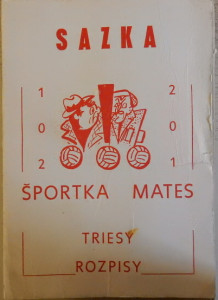 SAZKA
1 2
0 0
2 1
ŠPORTKA MATES
TRIESY
ROZPISY